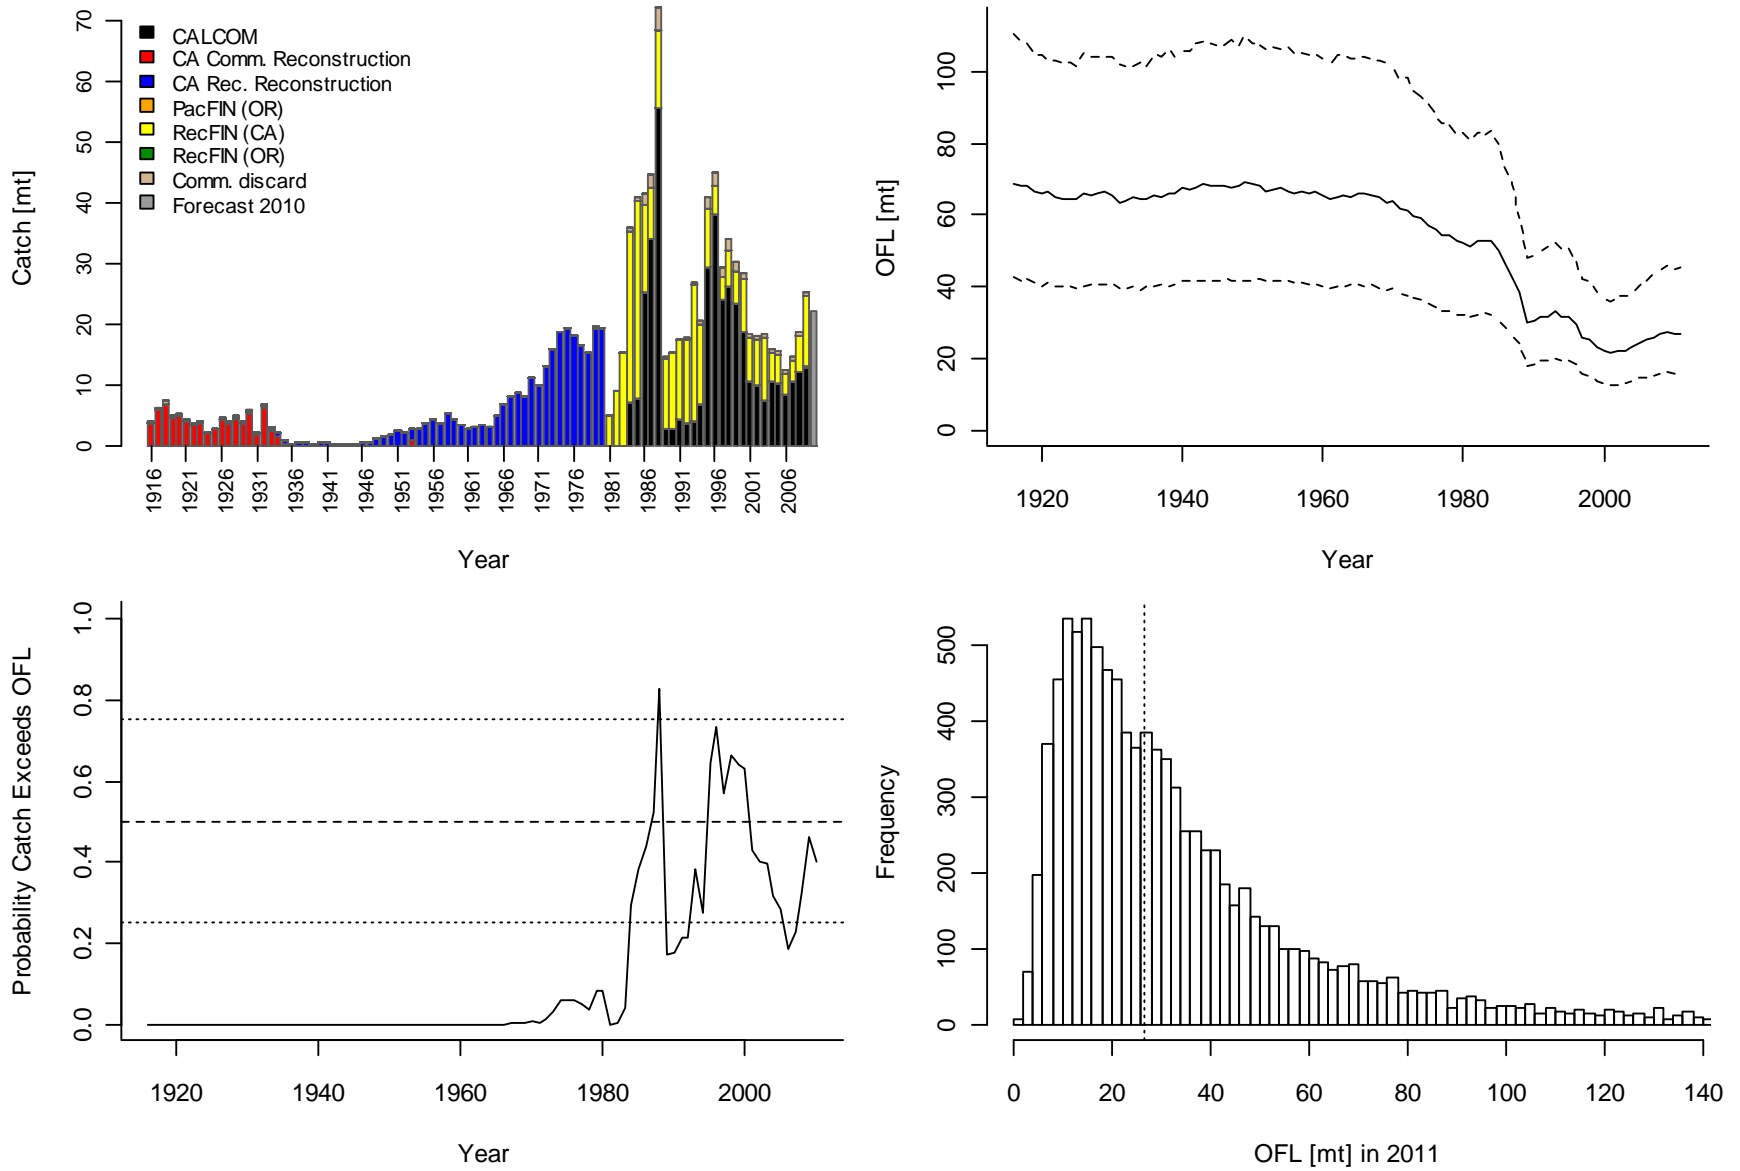 70
60
50
40
30
20
10
0
Catch [mt]
CALCOM
CA Comm. Reconstruction
CA Rec. Reconstruction
PacFIN (OR)
RecFIN (CA)
RecFIN (OR)
Comm. discard
Forecast 2010
1916 1921 1926 1931 1936 1941 1946 1951 1956 1961 1966 1971 1976 1981 1986 1991 1996 2001 2006
Year
100
80
60
40
20
0
OFL [mt]
1920 1940 1960 1980 2000
Year
1.0
0.8
0.6
0.4
0.2
0.0
Probability Catch Exceeds OFL
1920 1940 1960 1980 2000
Year
500
400
300
200
100
0
Frequency
0 20 40 60 80 100 120 140
OFL [mt] in 2011